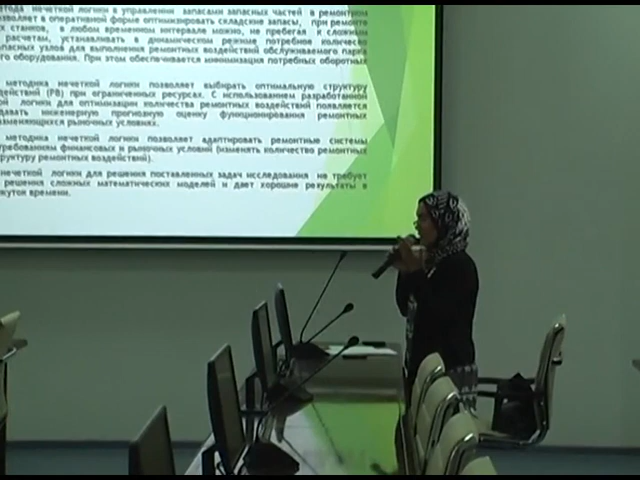 метода нечеткой логики в управлении запасами запасных частей в ремонтном
позволяет в оперативной форме оптимизировать складские запасы, при ремонте
станков, в любом временном интервале можно, не прибегая к сложным
расчетам, устанавливать в динамическом режиме потребное количество
запасных узлов для выполнения ремонтных воздействий обслуживаемого парка
оборудования. При этом обеспечивается минимизация потребных оборотных
методика нечеткой логики позволяет выбирать оптимальную структуру
(РВ) при ограниченных ресурсах. С использованием разработанной
логики для оптимизации количества ремонтных воздействий появляется
давать инженерную прогнозную оценку функционирования ремонтных
изменяющихся рыночных условиях.
методика нечеткой логики позволяет адаптировать ремонтные системы
требованиям финансовых и рыночных условий (изменять количество ремонтных
структуру ремонтных воздействий).
нечеткой логики для решения поставленных задач исследования не требует
решения сложных математических моделей и дает хорошие результаты в
времени.